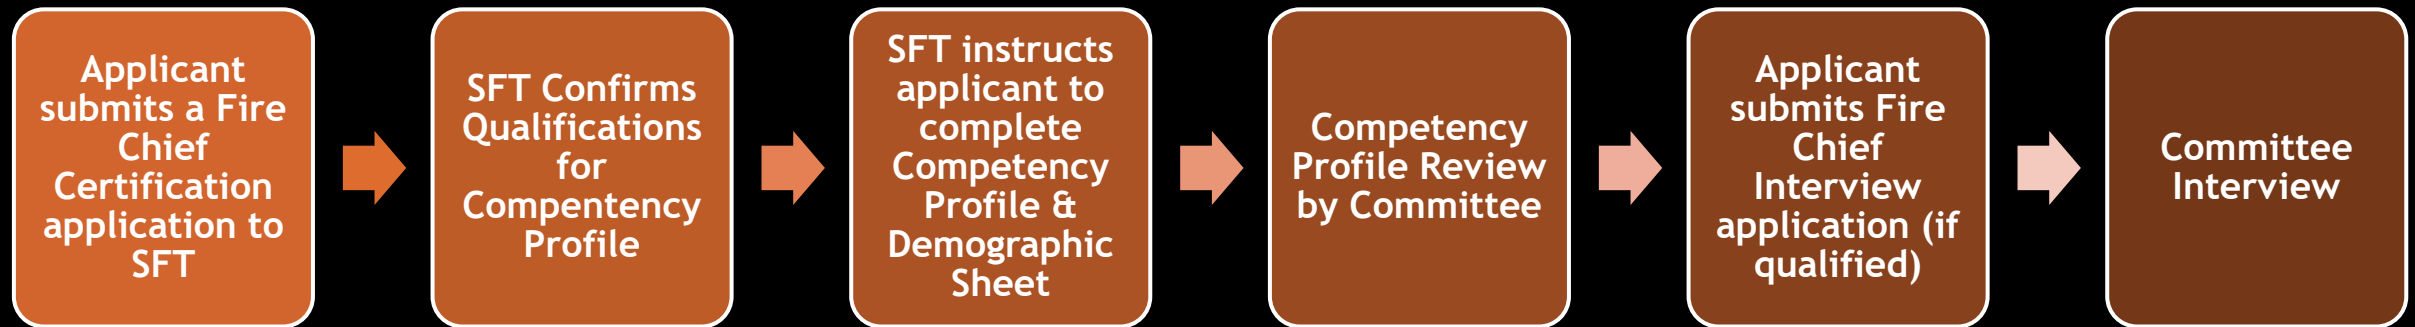 Applicant
submits a Fire
Chief
Certification
application to
SFT
SFT Confirms
Qualifications
for
Compentency
Profile
SFT instructs
applicant to
complete
Competency
Profile &
Demographic
Sheet
Competency
Profile Review
by Committee
Applicant
submits Fire
Chief
Interview
application (if
qualified)
Committee
Interview